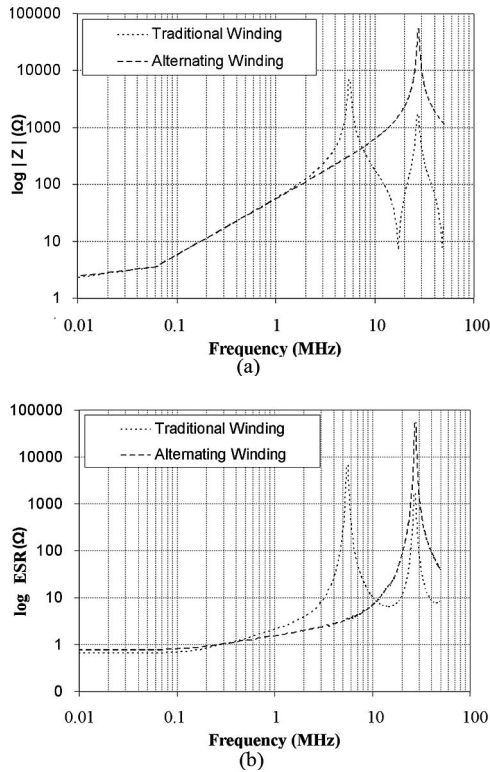 100000
10000
1000
100
10
1
log | Z | (Ω)
Traditional Winding
Alternating Winding
0.01 0.1 1 10 100
Frequency (MHz)
(a)
100000
10000
1000
100
10
1
0
log ESR (Ω)
Traditional Winding
Alternating Winding
0.01 0.1 1 10 100
Frequency (MHz)
(b)